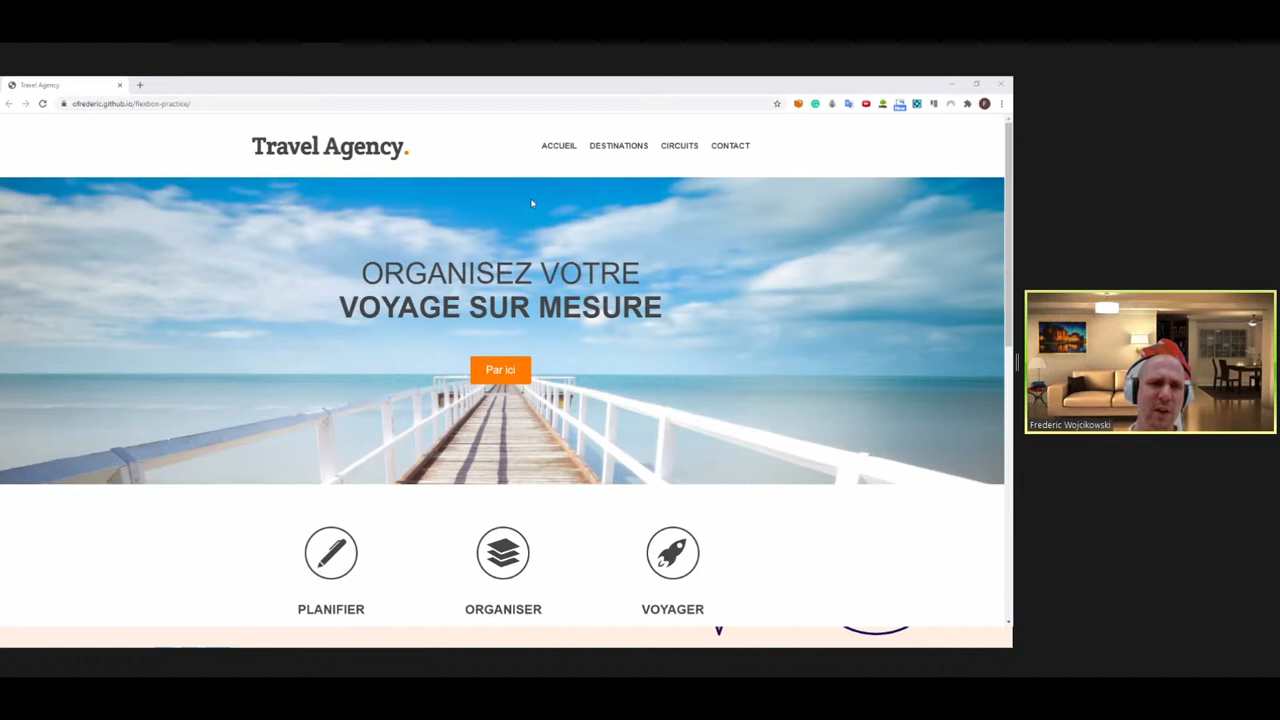 Travel Agency
ofrederic.github.io/flexbox-practice/
Travel Agency.
ACCUEIL DESTINATIONS CIRCUITS CONTACT
ORGANISEZ VOTRE
VOYAGE SUR MESURE
Par ici
Frederic Wojcikowski
PLANIFIER ORGANISER VOYAGER